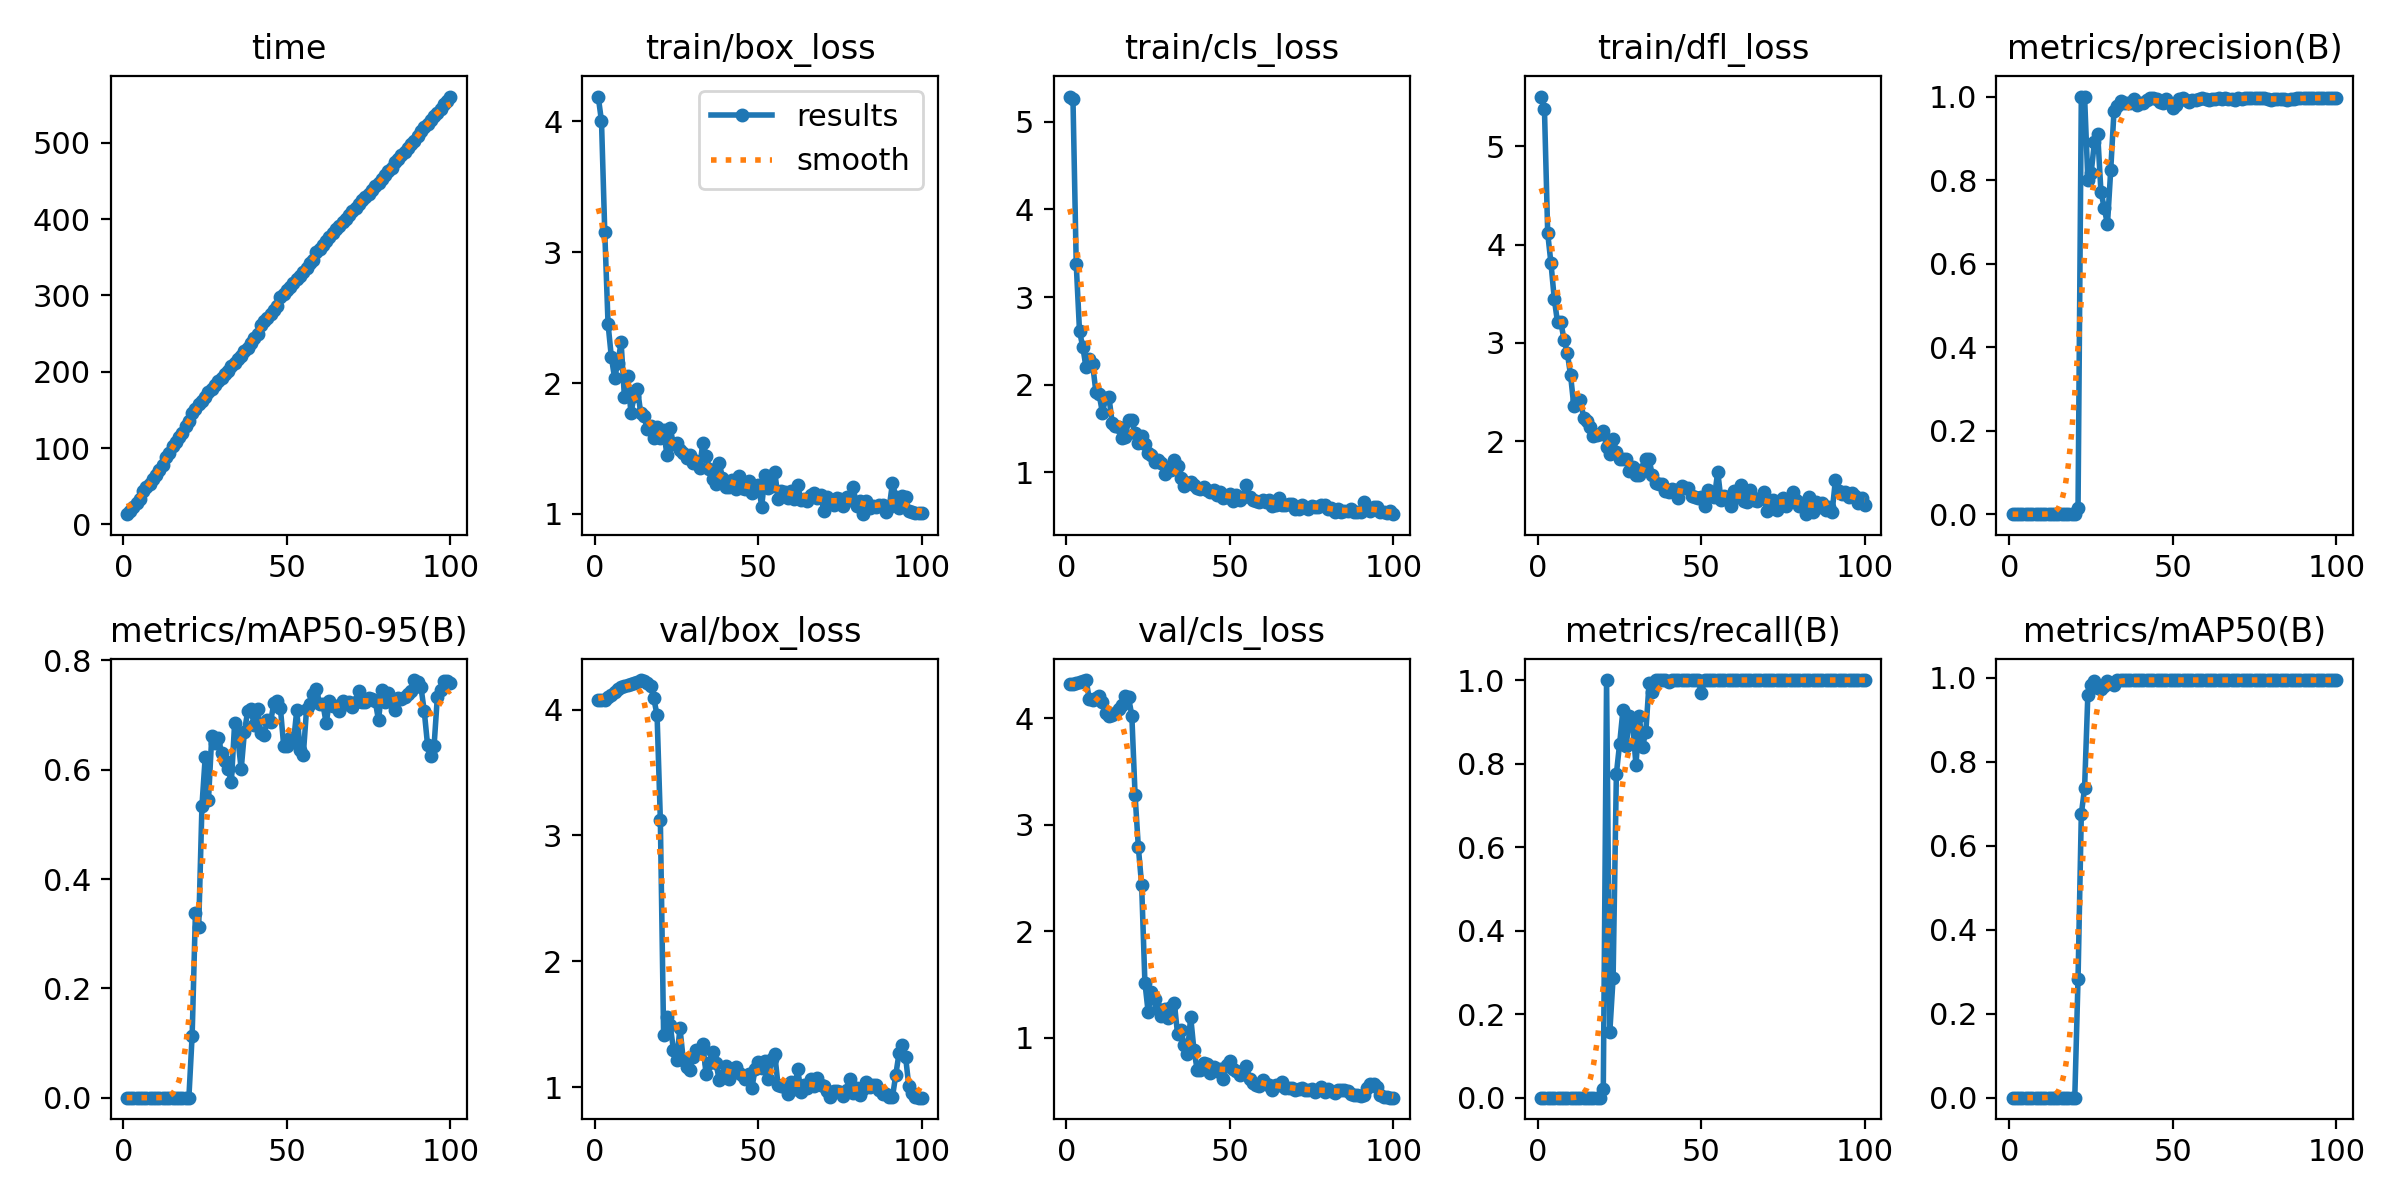 time
500
400
300
200
100
0
0 50 100
train/box_loss
results
smooth
4
3
2
1
0 50 100
train/cls_loss
5
4
3
2
1
0 50 100
train/dfl_loss
5
4
3
2
0 50 100
metrics/precision(B)
1.0
0.8
0.6
0.4
0.2
0.0
0 50 100
metrics/mAP50-95(B)
0.8
0.6
0.4
0.2
0.0
0 50 100
val/box_loss
4
3
2
1
0 50 100
val/cls_loss
4
3
2
1
0 50 100
metrics/recall(B)
1.0
0.8
0.6
0.4
0.2
0.0
0 50 100
metrics/mAP50(B)
1.0
0.8
0.6
0.4
0.2
0.0
0 50 100